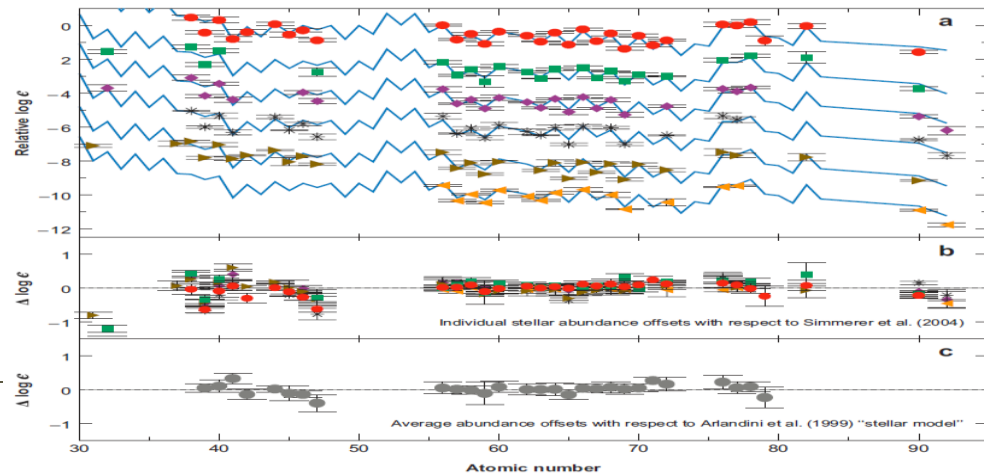 a
0
−2
−4
−6
−8
−10
−12
Relative log ϵ
b
1
0
−1
Δ log ϵ
Individual stellar abundance offsets with respect to Simmerer et al. (2004)
c
1
0
−1
Δ log ϵ
Average abundance offsets with respect to Arlandini et al. (1999) "stellar model"
30 40 50 60 70 80 90
Atomic number